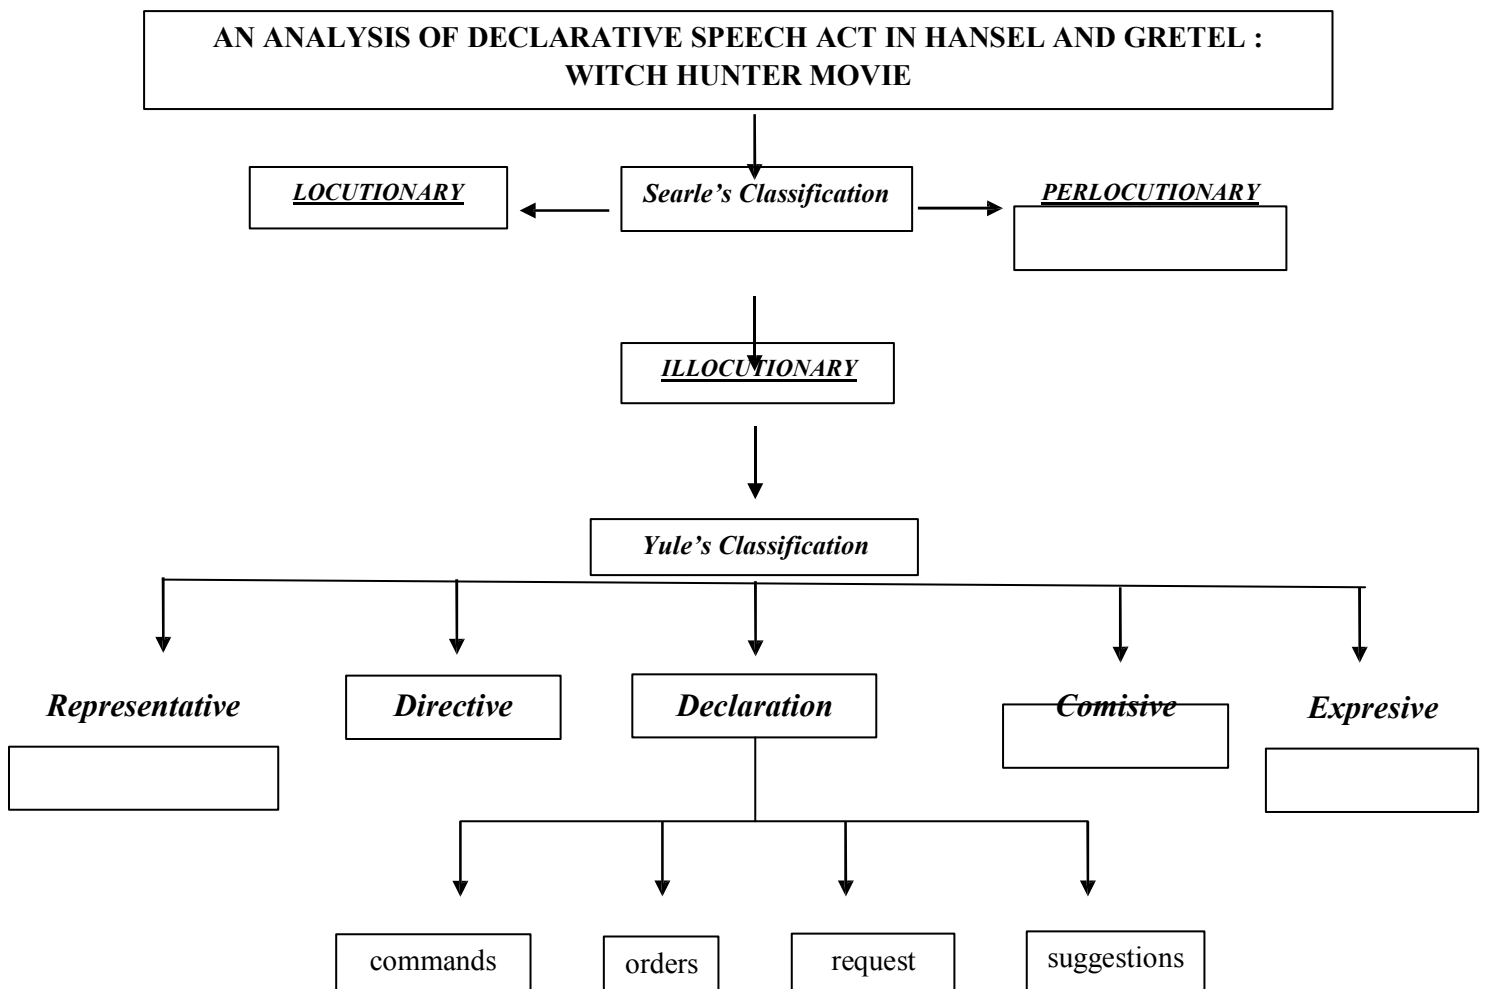 AN ANALYSIS OF DECLARATIVE SPEECH ACT IN HANSEL AND GRETEL :
WITCH HUNTER MOVIE
LOCUTIONARY
Searle’s Classification
PERLOCUTIONARY
ILLOCUTIONARY
Yule’s Classification
Representative
Directive
Declaration
Comisive
Expresive
commands
orders
request
suggestions